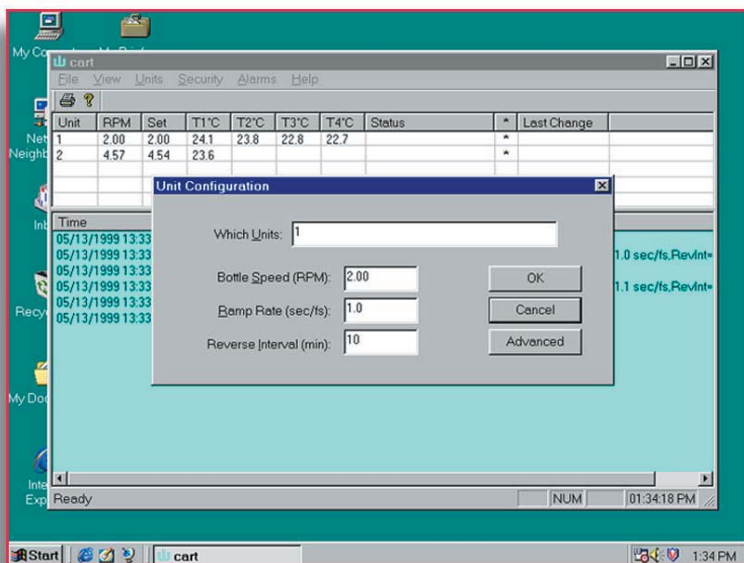 My Co
cart
File View Units Security Alarms Help
Unit RPM Set T1°C T2°C T3°C T4°C Status * Last Change
1 2.00 2.00 24.1 23.8 22.8 22.7 *
2 4.57 4.54 23.6 *
Net
Neighb
Unit Configuration
Which Units: 1
Bottle Speed (RPM): 2.00 OK
Ramp Rate (sec/fs): 1.0 Cancel
Reverse Interval (min): 10 Advanced
Time
05/13/1999 13:33
05/13/1999 13:33 1.0 sec/fs,RevInt=
05/13/1999 13:33
05/13/1999 13:33 1.1 sec/fs,RevInt=
05/13/1999 13:33
05/13/1999 13:33
Inb
Recy
My Doc
Inte
Exp
Ready NUM 01:34:18 PM
Start cart 1:34 PM